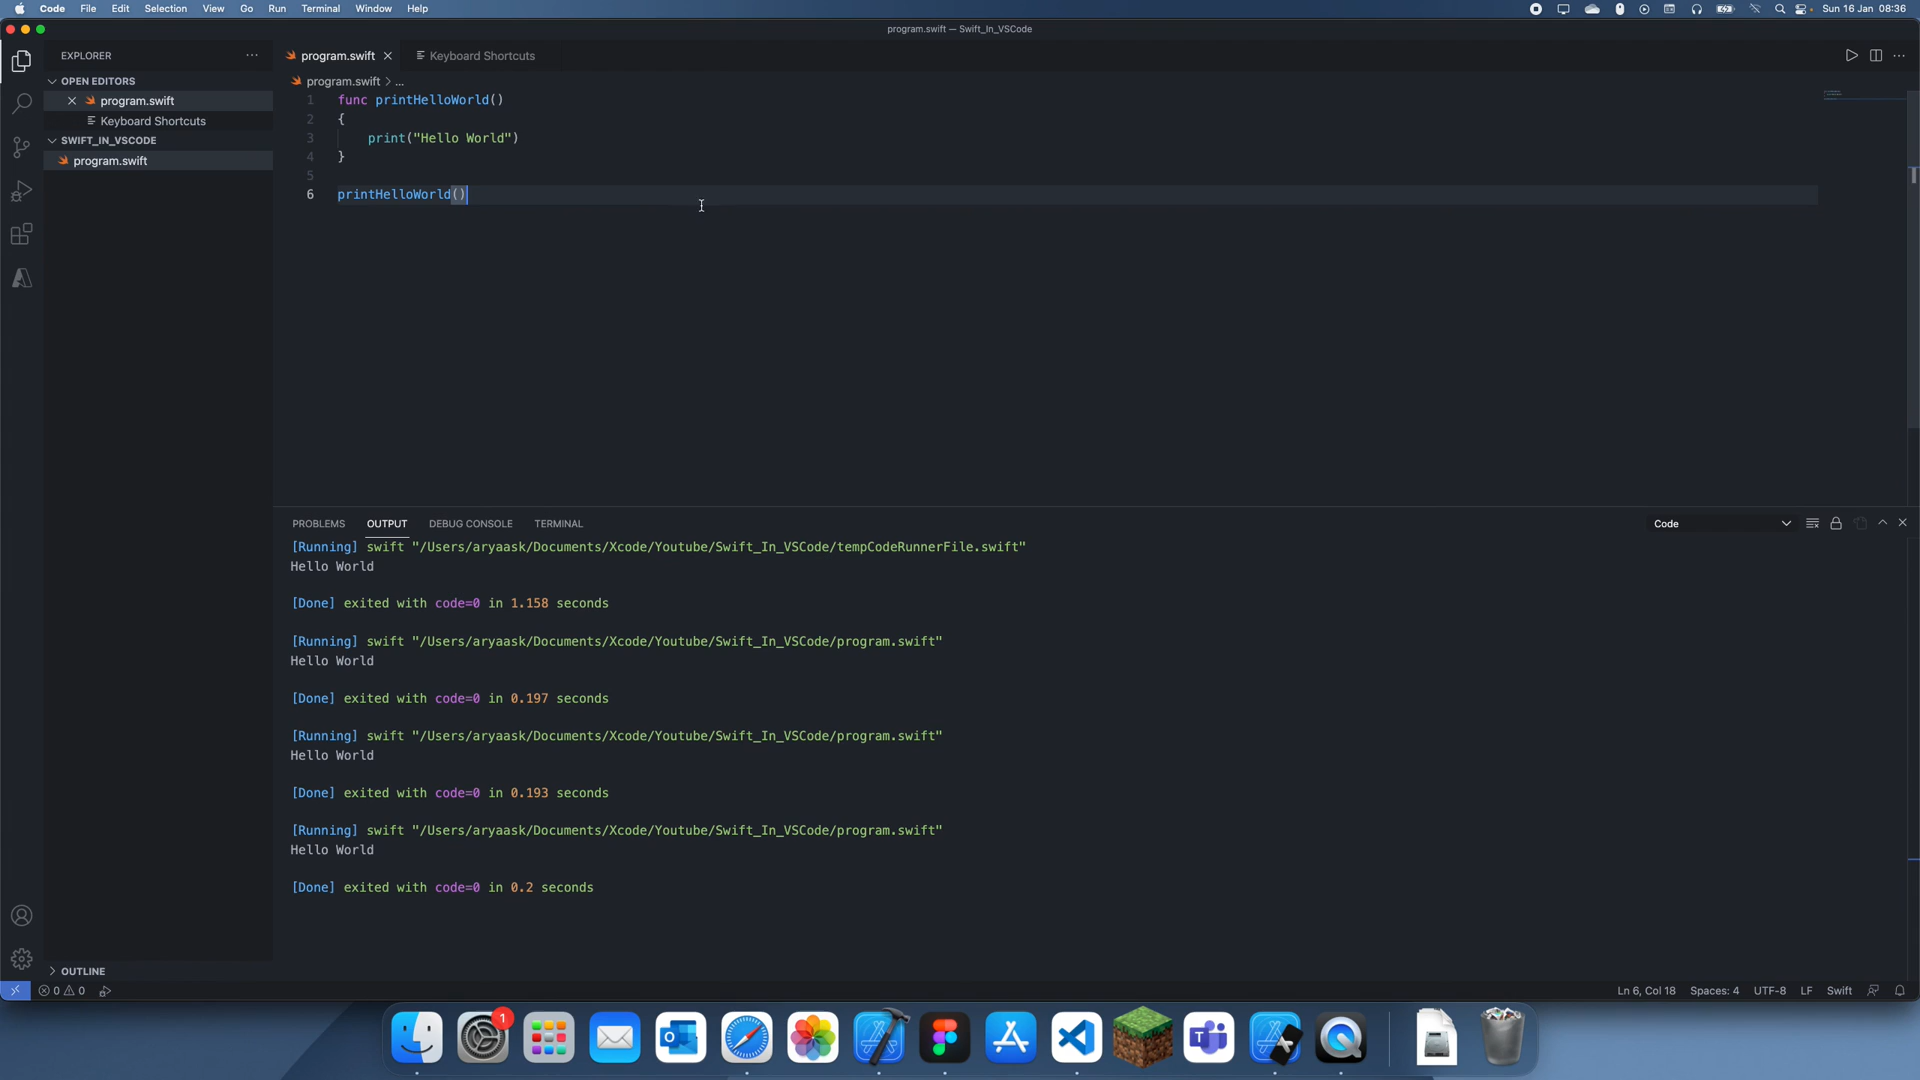 Code File Edit Selection View Go Run Terminal Window Help
Sun 16 Jan 08:36
program.swift — Swift_In_VSCode
EXPLORER
OPEN EDITORS
program.swift
Keyboard Shortcuts
SWIFT_IN_VSCODE
program.swift
OUTLINE
program.swift
Keyboard Shortcuts
program.swift > ...
1 func printHelloWorld()
2 {
3 print("Hello World")
4 }
5
6 printHelloWorld()
PROBLEMS OUTPUT DEBUG CONSOLE TERMINAL
Code
[Running] swift "/Users/aryaask/Documents/Xcode/Youtube/Swift_In_VSCode/tempCodeRunnerFile.swift"
Hello World
[Done] exited with code=0 in 1.158 seconds
[Running] swift "/Users/aryaask/Documents/Xcode/Youtube/Swift_In_VSCode/program.swift"
Hello World
[Done] exited with code=0 in 0.197 seconds
[Running] swift "/Users/aryaask/Documents/Xcode/Youtube/Swift_In_VSCode/program.swift"
Hello World
[Done] exited with code=0 in 0.193 seconds
[Running] swift "/Users/aryaask/Documents/Xcode/Youtube/Swift_In_VSCode/program.swift"
Hello World
[Done] exited with code=0 in 0.2 seconds
0 0
Ln 6, Col 18 Spaces: 4 UTF-8 LF Swift
1